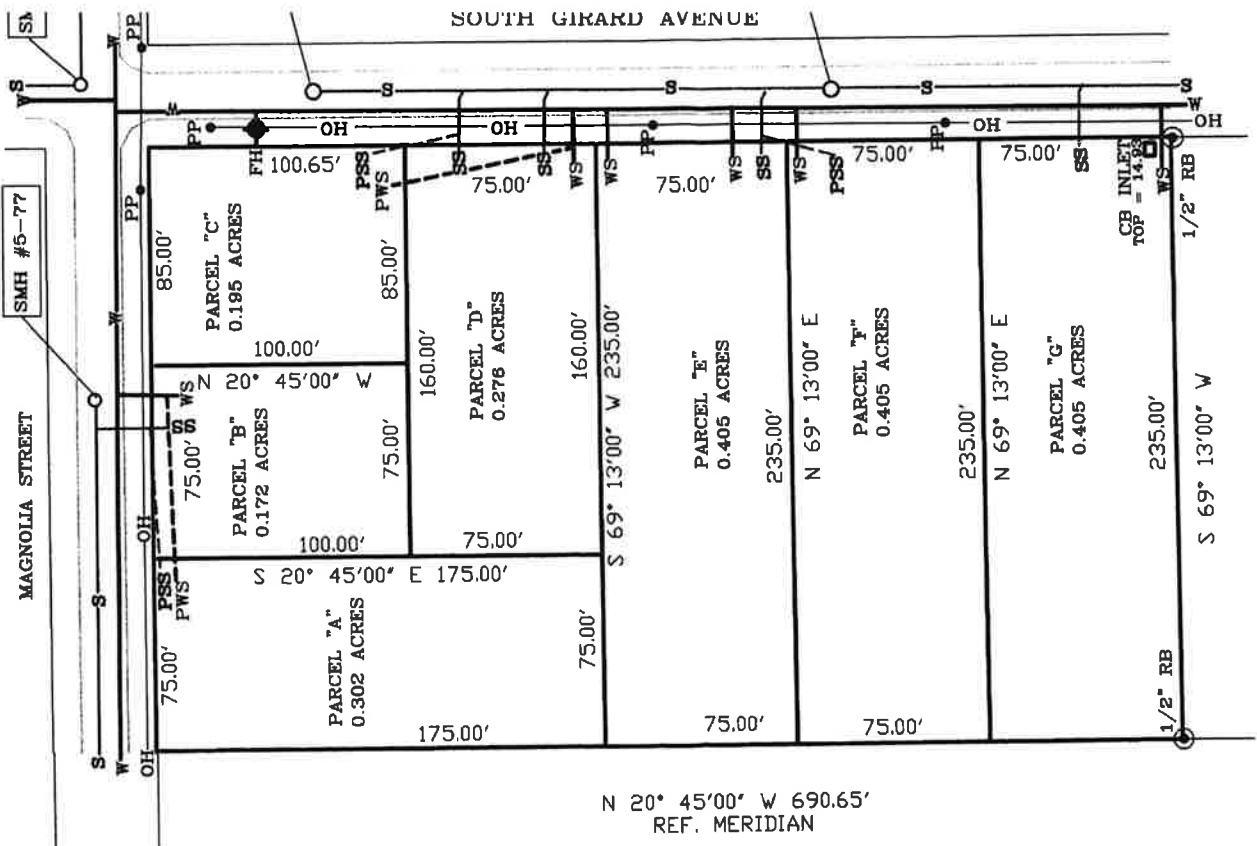 SOUTH GIRARD AVENUE
W
PP
S
S
S
S
S
W
W
W
PP
OH
OH
PP
PP
OH
OH
FH
100.65'
PSS
PWS
SS
SS
WS
WS
75.00'
75.00'
PP
WS
SS
WS
PSS
75.00'
75.00'
SS
CB INLET
TOP = 14.93
WS
1/2" RB
SMH #5-77
PP
85.00'
PARCEL "C"
0.195 ACRES
85.00'
100.00'
N 20° 45'00" W
W
WS
SS
75.00'
PARCEL "B"
0.172 ACRES
75.00'
100.00'
160.00'
PARCEL "D"
0.276 ACRES
160.00'
75.00'
S 69° 13'00" W 235.00'
PARCEL "E"
0.405 ACRES
235.00'
N 69° 13'00" E
PARCEL "F"
0.405 ACRES
235.00'
N 69° 13'00" E
PARCEL "G"
0.405 ACRES
235.00'
S 69° 13'00" W
MAGNOLIA STREET
OH
S
PSS
PWS
S 20° 45'00" E 175.00'
75.00'
PARCEL "A"
0.302 ACRES
75.00'
175.00'
75.00'
75.00'
1/2" RB
S
W
OH
N 20° 45'00" W 690.65'
REF. MERIDIAN